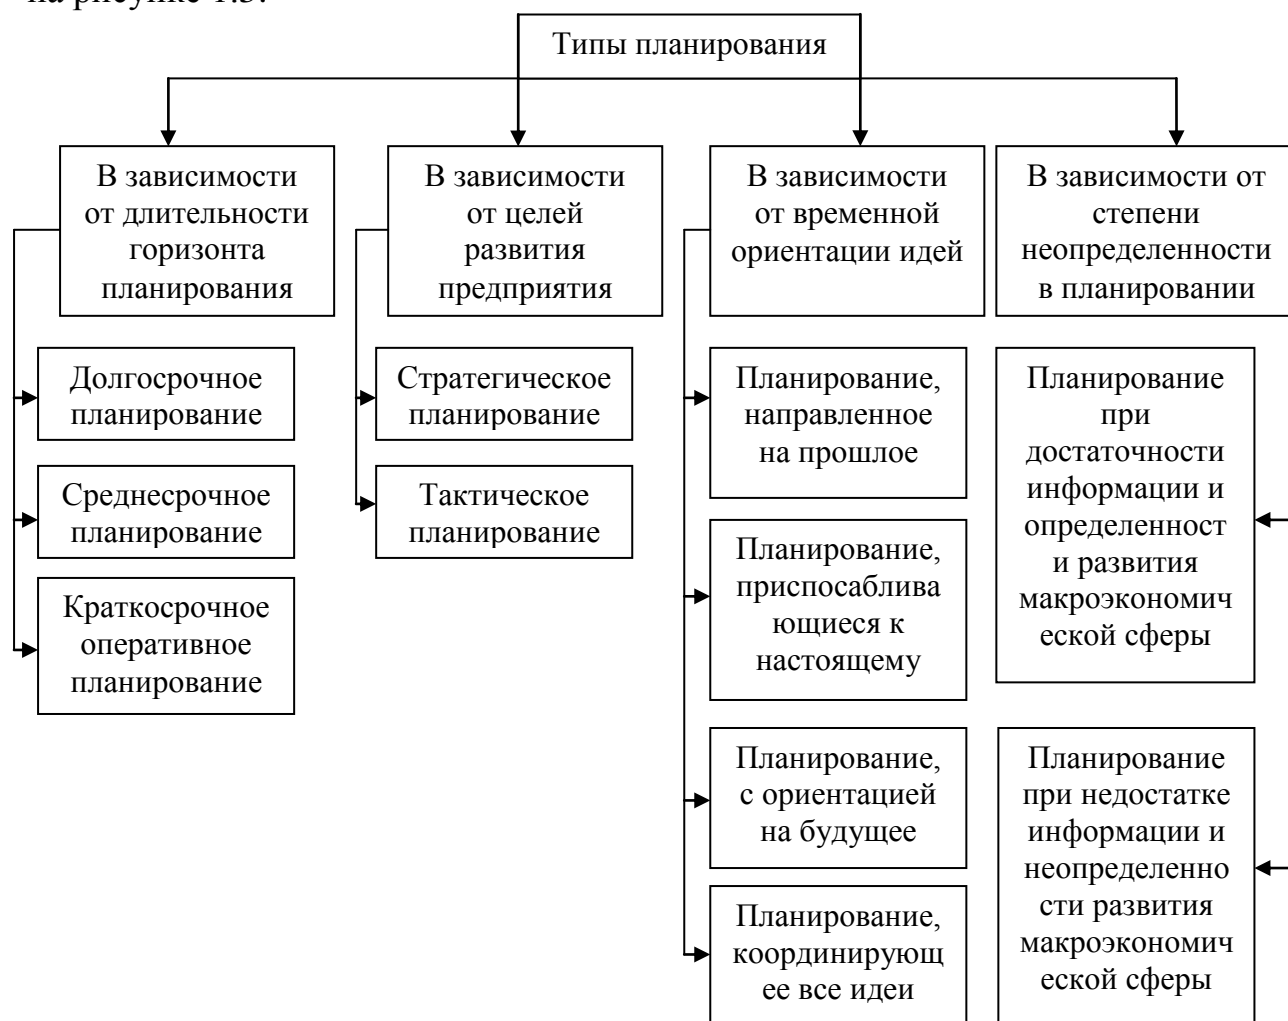 на рисунке 1.3.
Типы планирования
В зависимости
от длительности
горизонта
планирования
В зависимости
от целей
развития
предприятия
В зависимости
от временной
ориентации идей
В зависимости от
степени
неопределенности
в планировании
Долгосрочное
планирование
Среднесрочное
планирование
Краткосрочное
оперативное
планирование
Стратегическое
планирование
Тактическое
планирование
Планирование,
направленное
на прошлое
Планирование,
приспосаблива
ющиеся к
настоящему
Планирование,
с ориентацией
на будущее
Планирование,
координирующ
ее все идеи
Планирование
при
достаточности
информации и
определенност
и развития
макроэкономич
еской сферы
Планирование
при недостатке
информации и
неопределенно
сти развития
макроэкономич
еской сферы